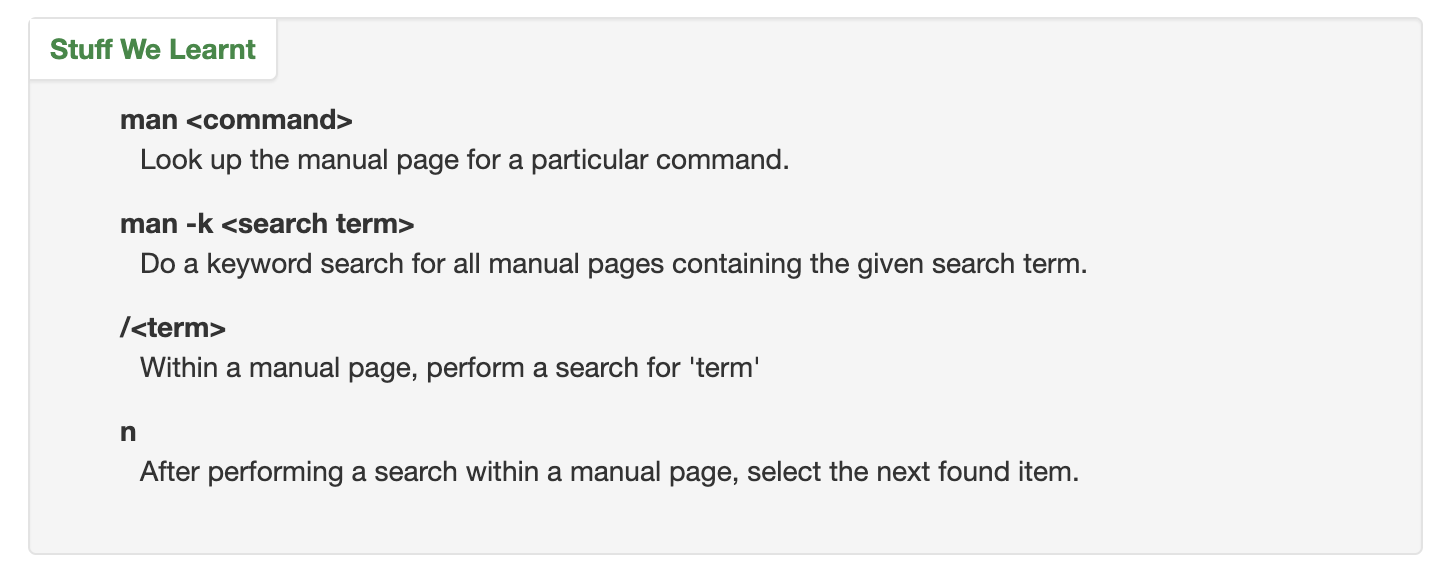 Stuff We Learnt
man <command>
Look up the manual page for a particular command.
man -k <search term>
Do a keyword search for all manual pages containing the given search term.
/<term>
Within a manual page, perform a search for 'term'
n
After performing a search within a manual page, select the next found item.